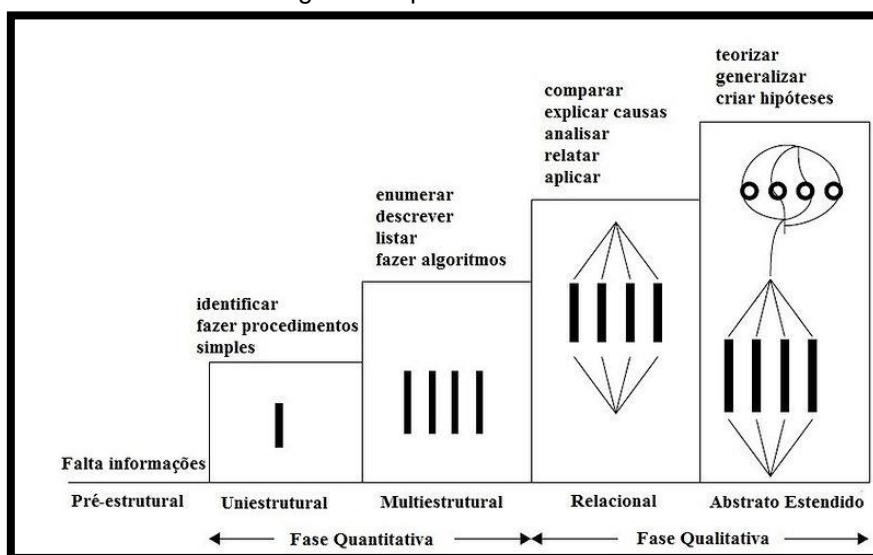 teorizar
generalizar
criar hipóteses
comparar
explicar causas
analisar
relatar
aplicar
enumerar
descrever
listar
fazer algoritmos
identificar
fazer procedimentos
simples
Falta informações
Pré-estrutural
Uniestrutural
Multiestrutural
Relacional
Abstrato Estendido
Fase Quantitativa
Fase Qualitativa